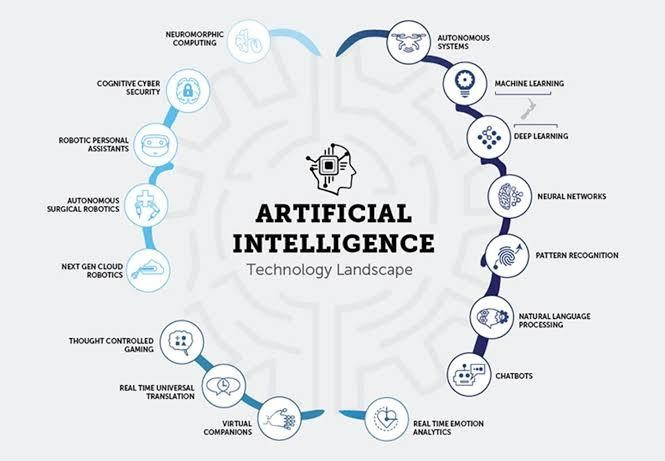 NEUROMORPHIC
COMPUTING
AUTONOMOUS
SYSTEMS
COGNITIVE CYBER
SECURITY
MACHINE LEARNING
ROBOTIC PERSONAL
ASSISTANTS
DEEP LEARNING
AUTONOMOUS
SURGICAL ROBOTICS
NEURAL NETWORKS
ARTIFICIAL
INTELLIGENCE
Technology Landscape
NEXT GEN CLOUD
ROBOTICS
PATTERN RECOGNITION
NATURAL LANGUAGE
PROCESSING
THOUGHT CONTROLLED
GAMING
CHATBOTS
REAL TIME UNIVERSAL
TRANSLATION
VIRTUAL
COMPANIONS
REAL TIME EMOTION
ANALYTICS